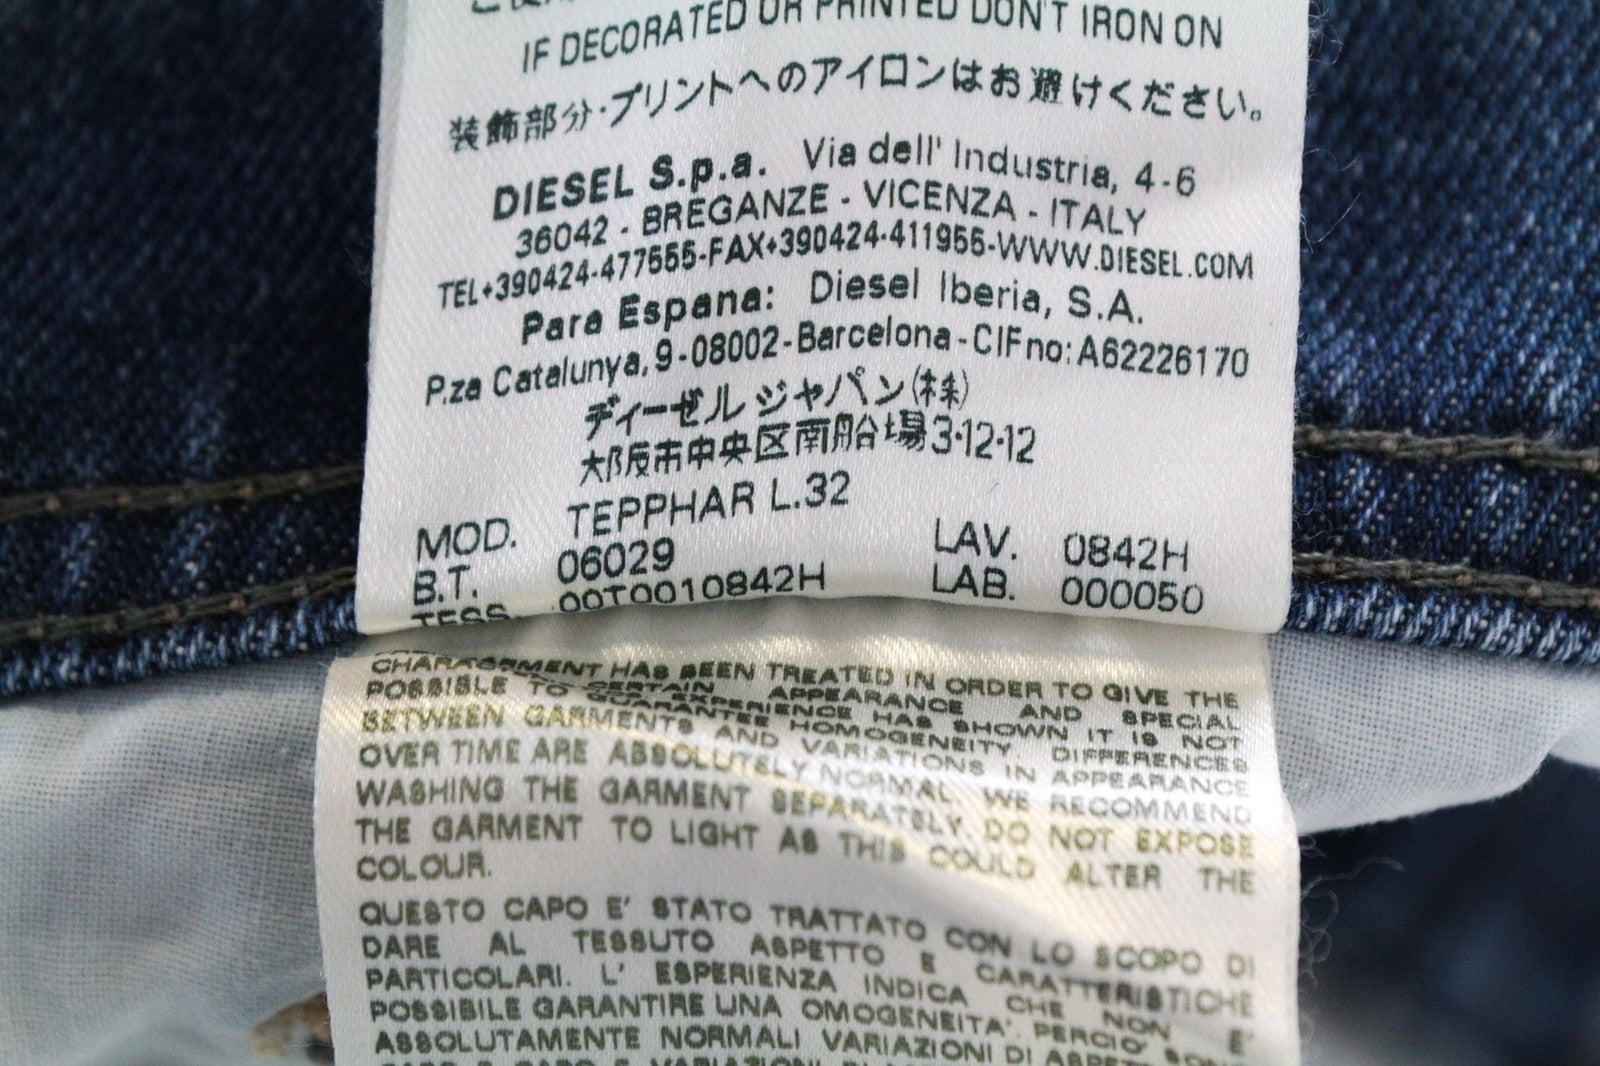 IF DECORATED OR PRINTED DON'T IRON ON
装飾部分・プリントへのアイロンはお避けください。
DIESEL S.p.a. Via dell' Industria, 4-6
36042 - BREGANZE - VICENZA - ITALY
TEL+390424-477555-FAX+390424-411955-WWW.DIESEL.COM
Para Espana: Diesel Iberia, S.A.
P.za Catalunya, 9-08002-Barcelona-CIFno:A62226170
ディーゼル ジャパン(株)
大阪市中央区南船場3-12-12
MOD. TEPPHAR L.32
B.T. 06029 LAV. 0842H
TESS. 00T0010842H LAB. 000050
GARMENT HAS BEEN TREATED IN ORDER TO GIVE THE
CERTAIN APPEARANCE AND SPECIAL
EXPERIENCE HAS SHOWN IT IS NOT
POSSIBLE TO GUARANTEE HOMOGENEITY DIFFERENCES
BETWEEN GARMENTS AND VARIATIONS IN APPEARANCE
OVER TIME ARE ABSOLUTELY NORMAL. WE RECOMMEND
WASHING THE GARMENT SEPARATELY. DO NOT EXPOSE
THE GARMENT TO LIGHT AS THIS COULD ALTER THE
COLOUR.
QUESTO CAPO E' STATO TRATTATO CON LO SCOPO DI
DARE AL TESSUTO ASPETTO E CARATTERISTICHE
PARTICOLARI. L' ESPERIENZA INDICA CHE NON E'
POSSIBILE GARANTIRE UNA OMOGENEITA'. PERCIO' SONO
ASSOLUTAMENTE NORMALI VARIAZIONI DI